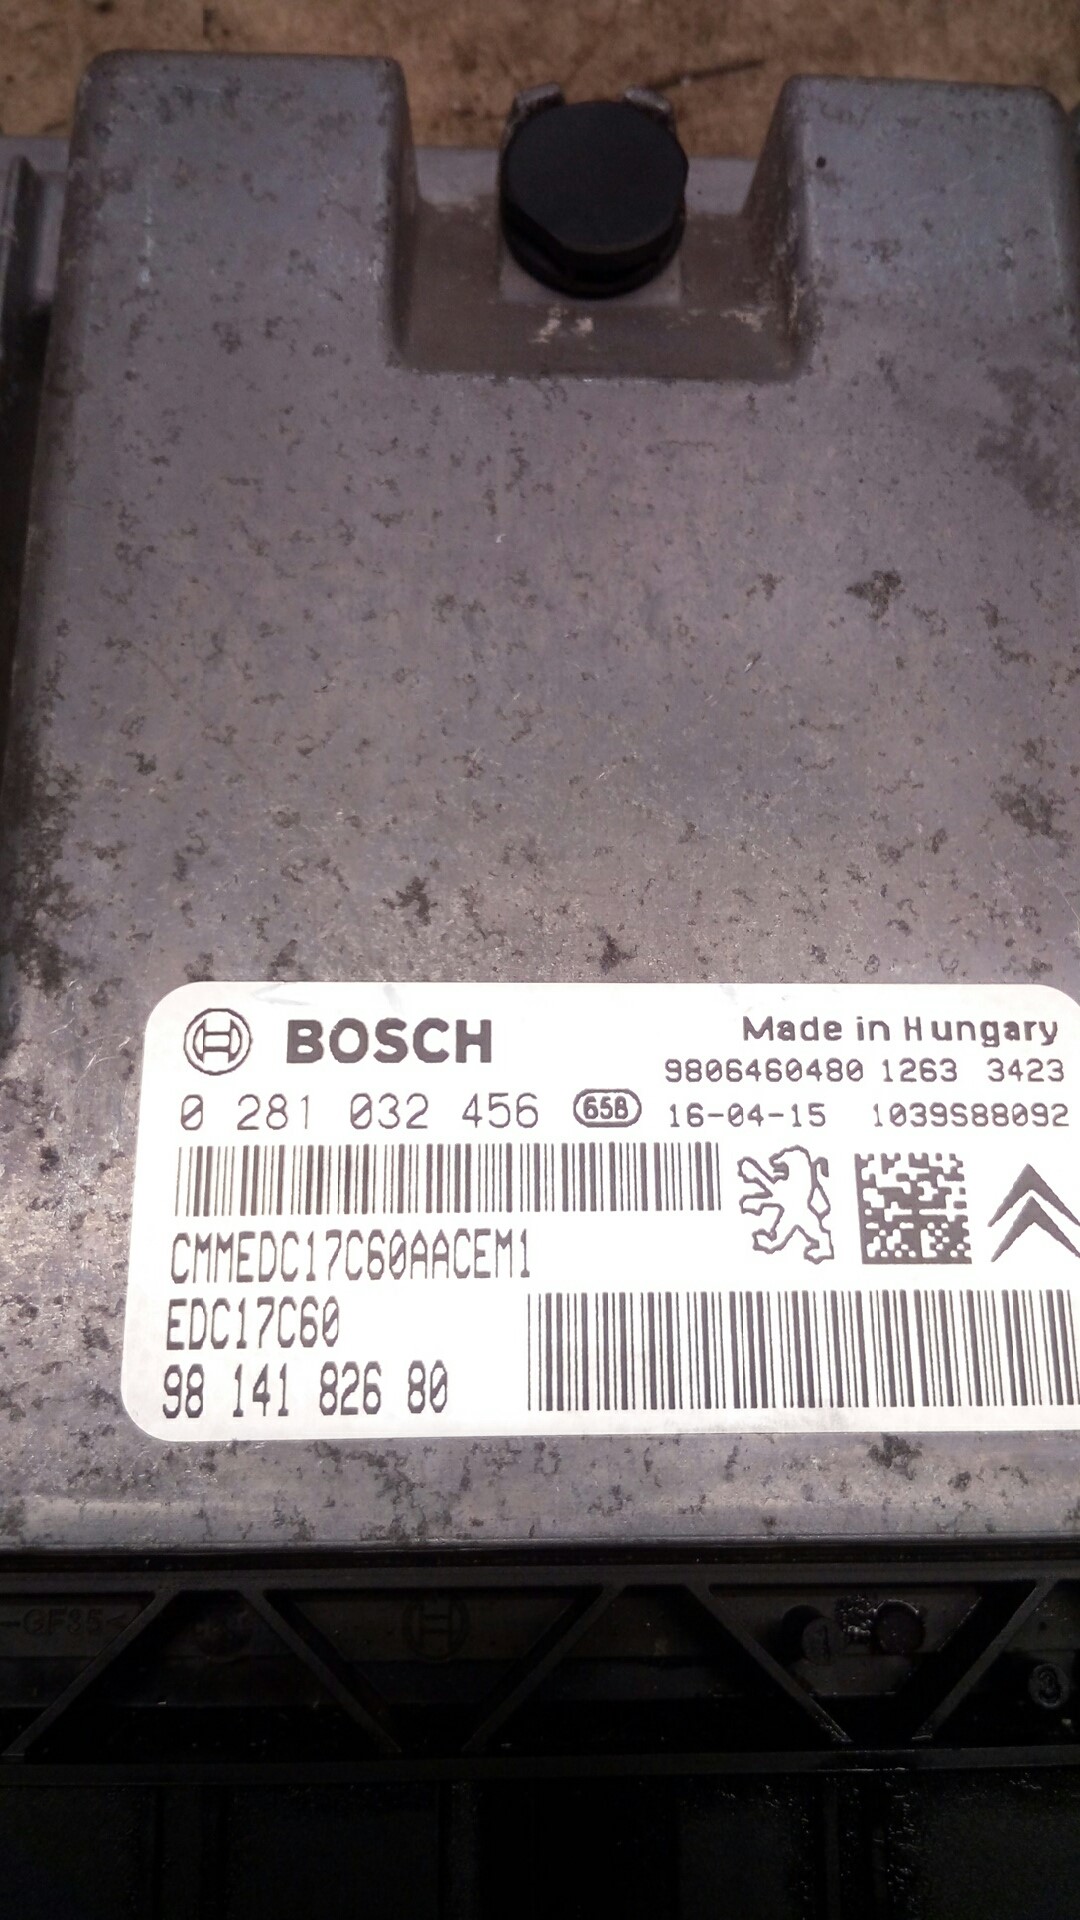 BOSCH
Made in Hungary
9806460480 1263 3423
0 281 032 456 658 16-04-15 1039S88092
CMMEDC17C60AACEM1
EDC17C60
98 141 826 80
-GF35<